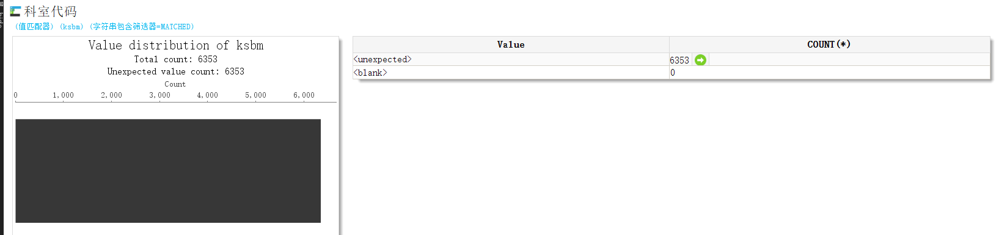 科室代码
(值匹配器) (ksbm) (字符串包含筛选器=MATCHED)
Value distribution of ksbm
Total count: 6353
Unexpected value count: 6353
Count
0 1,000 2,000 3,000 4,000 5,000 6,000
Value COUNT(*)
<unexpected> 6353
<blank> 0